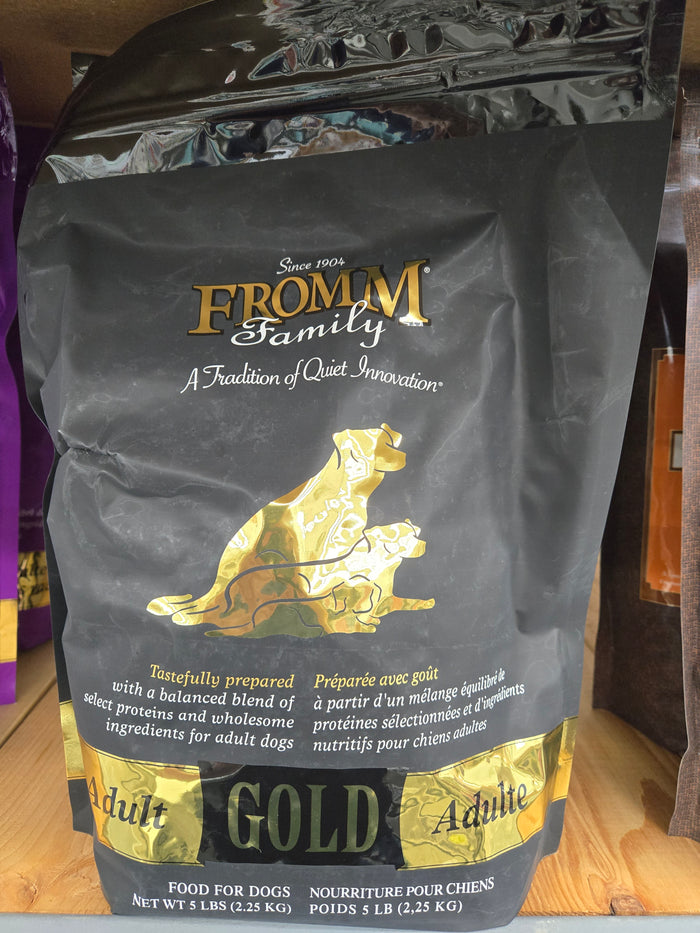 Since 1904
FROMM®
Family
A Tradition of Quiet Innovation®
Tastefully prepared
with a balanced blend of
select proteins and wholesome
ingredients for adult dogs
Préparée avec goût
à partir d'un mélange équilibré de
protéines sélectionnées et d'ingrédients
nutritifs pour chiens adultes
Adult
GOLD
Adulte
FOOD FOR DOGS
NET WT 5 LBS (2.25 KG)
NOURRITURE POUR CHIENS
POIDS 5 LB (2,25 KG)